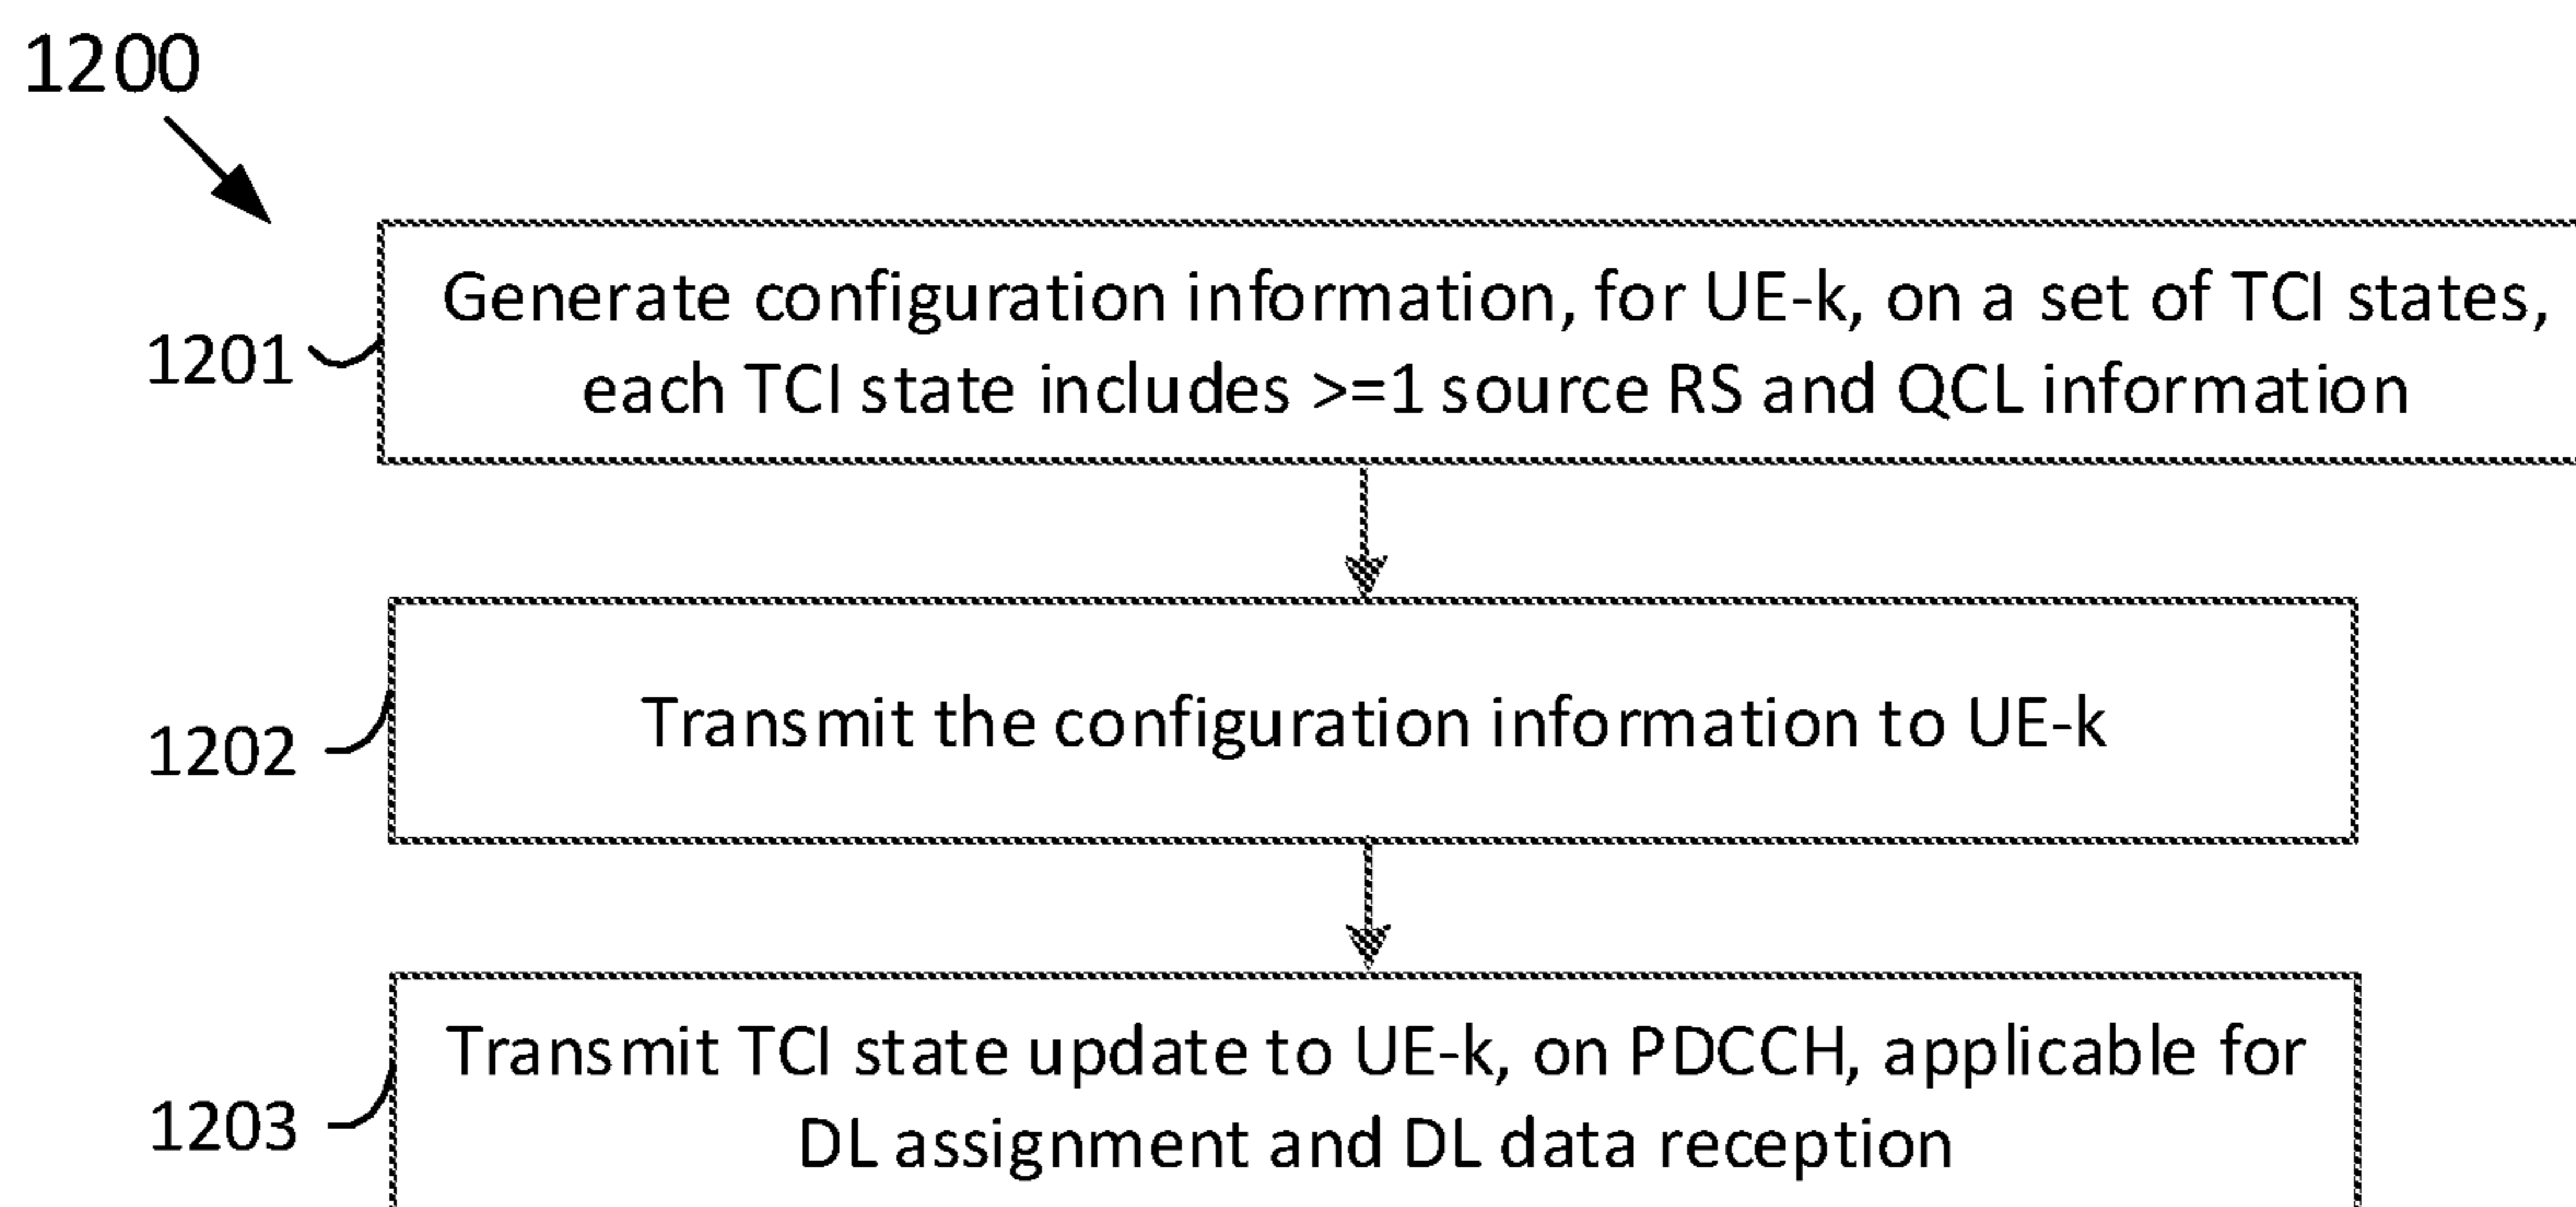 1200
1201
Generate configuration information, for UE-k, on a set of TCI states,
each TCI state includes >=1 source RS and QCL information
1202
Transmit the configuration information to UE-k
1203
Transmit TCI state update to UE-k, on PDCCH, applicable for
DL assignment and DL data reception